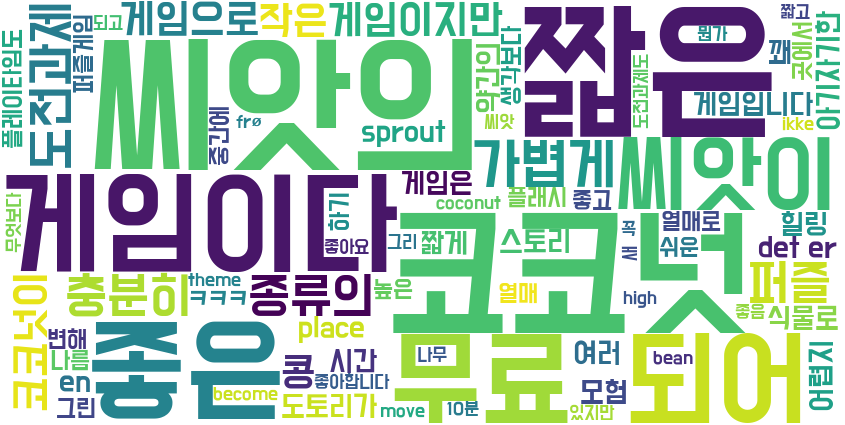 되고
게임으로
작은
게임이지만
짧은
뭔가
짧고
꽤
곳에서
아기자기한
플레이타임도
도전과제
퍼즐게임
씨앗의
약간의
생각보다
도전과제도
게임입니다
ikke
중간에
frø
sprout
씨앗
가볍게
씨앗이
무엇보다
게임이다
하기
게임은
coconut
플래시
좋고
좋아요
그리
짧게
스토리
코코넛
꼭
새
열매로
쉬운
힐링
det er
코코넛이
충분히
theme
ㅋㅋㅋ
종류의
높은
열매
high
퍼즐
좋음
식물로
변해
나름
en
그린
좋은
place
콩
시간
좋아합니다
become
도토리가
무료
나무
move
10분
여러
모험
있지만
되어
bean
어렵지